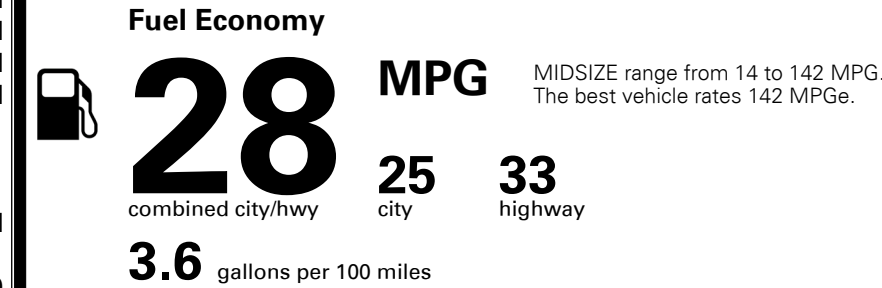 Fuel Economy
28 MPG
MIDSIZE range from 14 to 142 MPG.
The best vehicle rates 142 MPGe.
combined city/hwy
25 city
33 highway
3.6 gallons per 100 miles